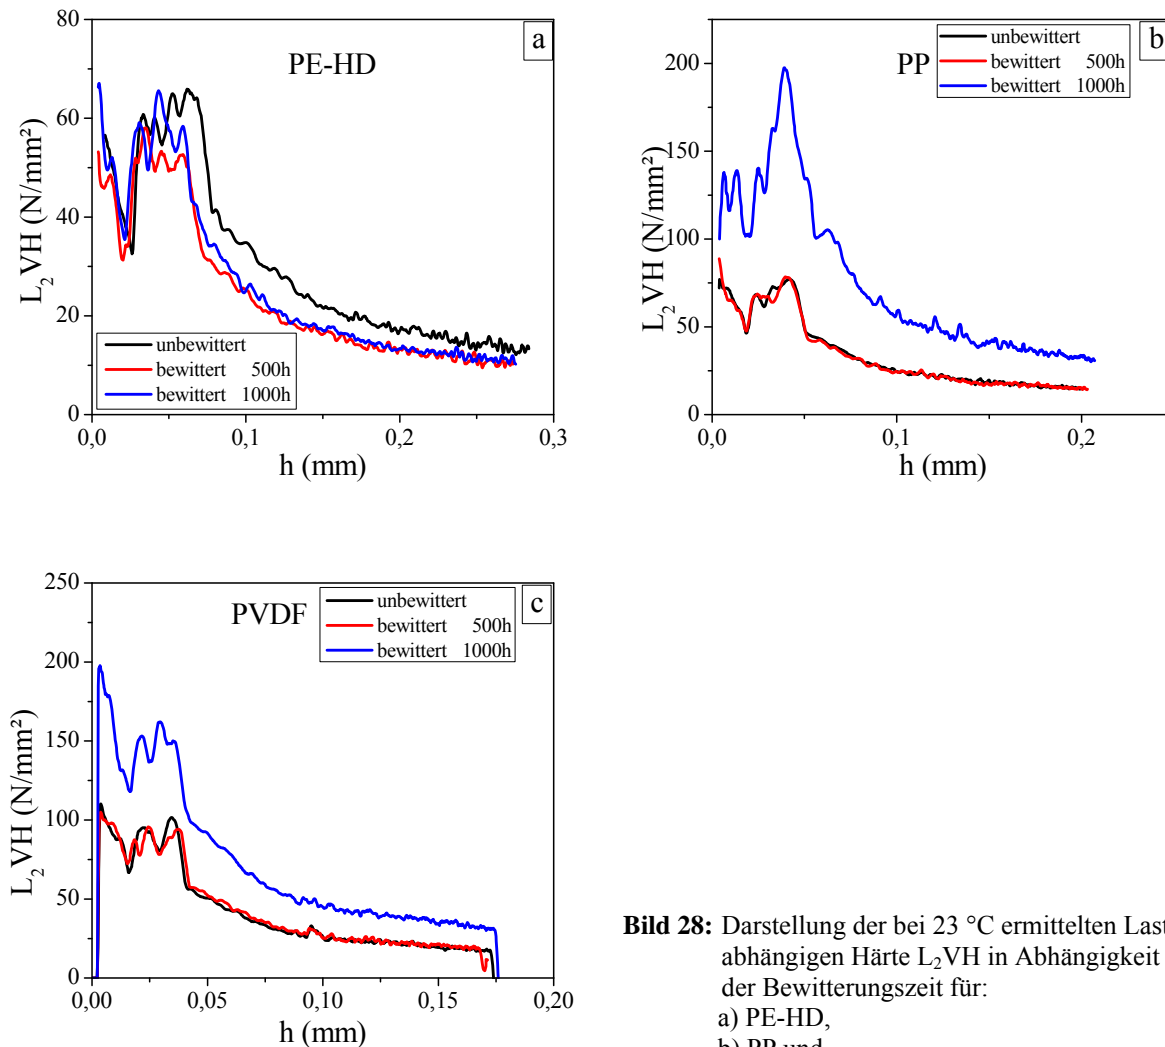 80
60
40
20
0
L₂VH (N/mm²)
PE-HD
a
unbewittert
bewittert 500h
bewittert 1000h
0,0 0,1 0,2 0,3
h (mm)
200
150
100
50
0
L₂VH (N/mm²)
PP
unbewittert
bewittert 500h
bewittert 1000h
b
0,0 0,1 0,2
h (mm)
250
200
150
100
50
0
L₂VH (N/mm²)
PVDF
unbewittert
bewittert 500h
bewittert 1000h
c
0,00 0,05 0,10 0,15 0,20
h (mm)
Bild 28: Darstellung der bei 23 °C ermittelten Last
abhängigen Härte L₂VH in Abhängigkeit
der Bewitterungszeit für:
a) PE-HD,
b) PP und